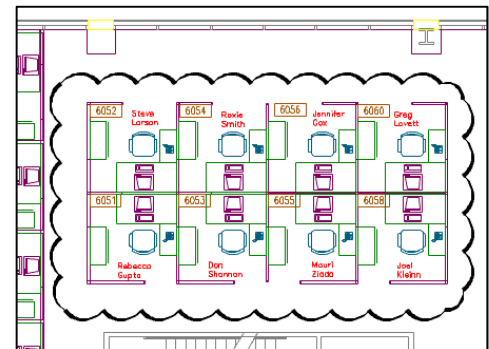 6052
Steve
Larson
6054
Roxie
Smith
6056
Jennifer
Cox
6060
Greg
Lovett
6051
Rebecca
Gupta
6053
Don
Shannon
6055
Mauri
Ziada
6058
Joel
Kleinn